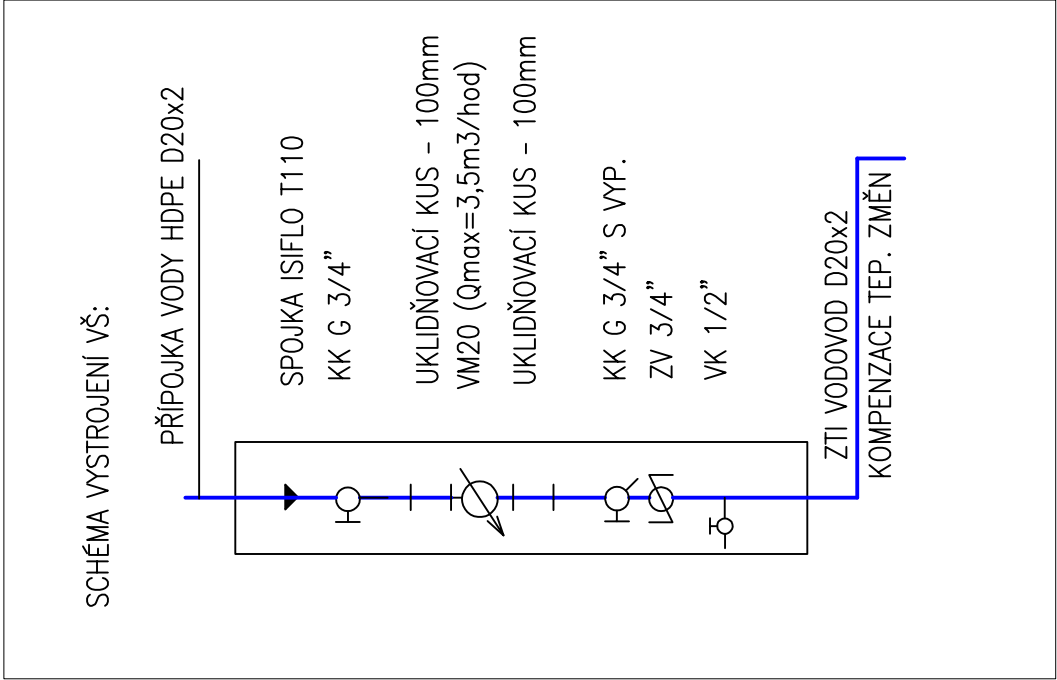 SCHÉMA VYSTROJENÍ VŠ:
PŘÍPOJKA VODY HDPE D20x2
SPOJKA ISIFLO T110
KK G 3/4"
UKLIDŇOVACÍ KUS - 100mm
VM20 (Qmax=3,5m3/hod)
UKLIDŇOVACÍ KUS - 100mm
KK G 3/4" S VYP.
ZV 3/4"
VK 1/2"
ZTI VODOVOD D20x2
KOMPENZACE TEP. ZMĚN